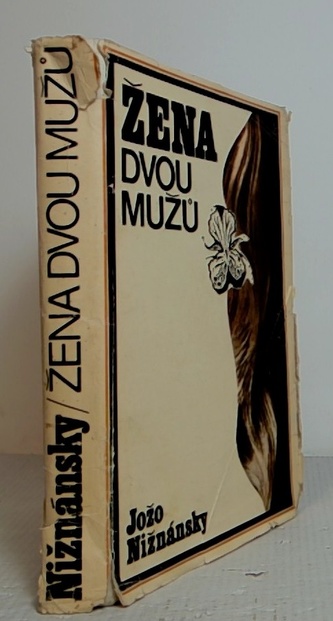 Nižnánsky / ŽENA DVOU MUŽŮ
ŽENA
DVOU
MUŽŮ
Jožo
Nižnánsky